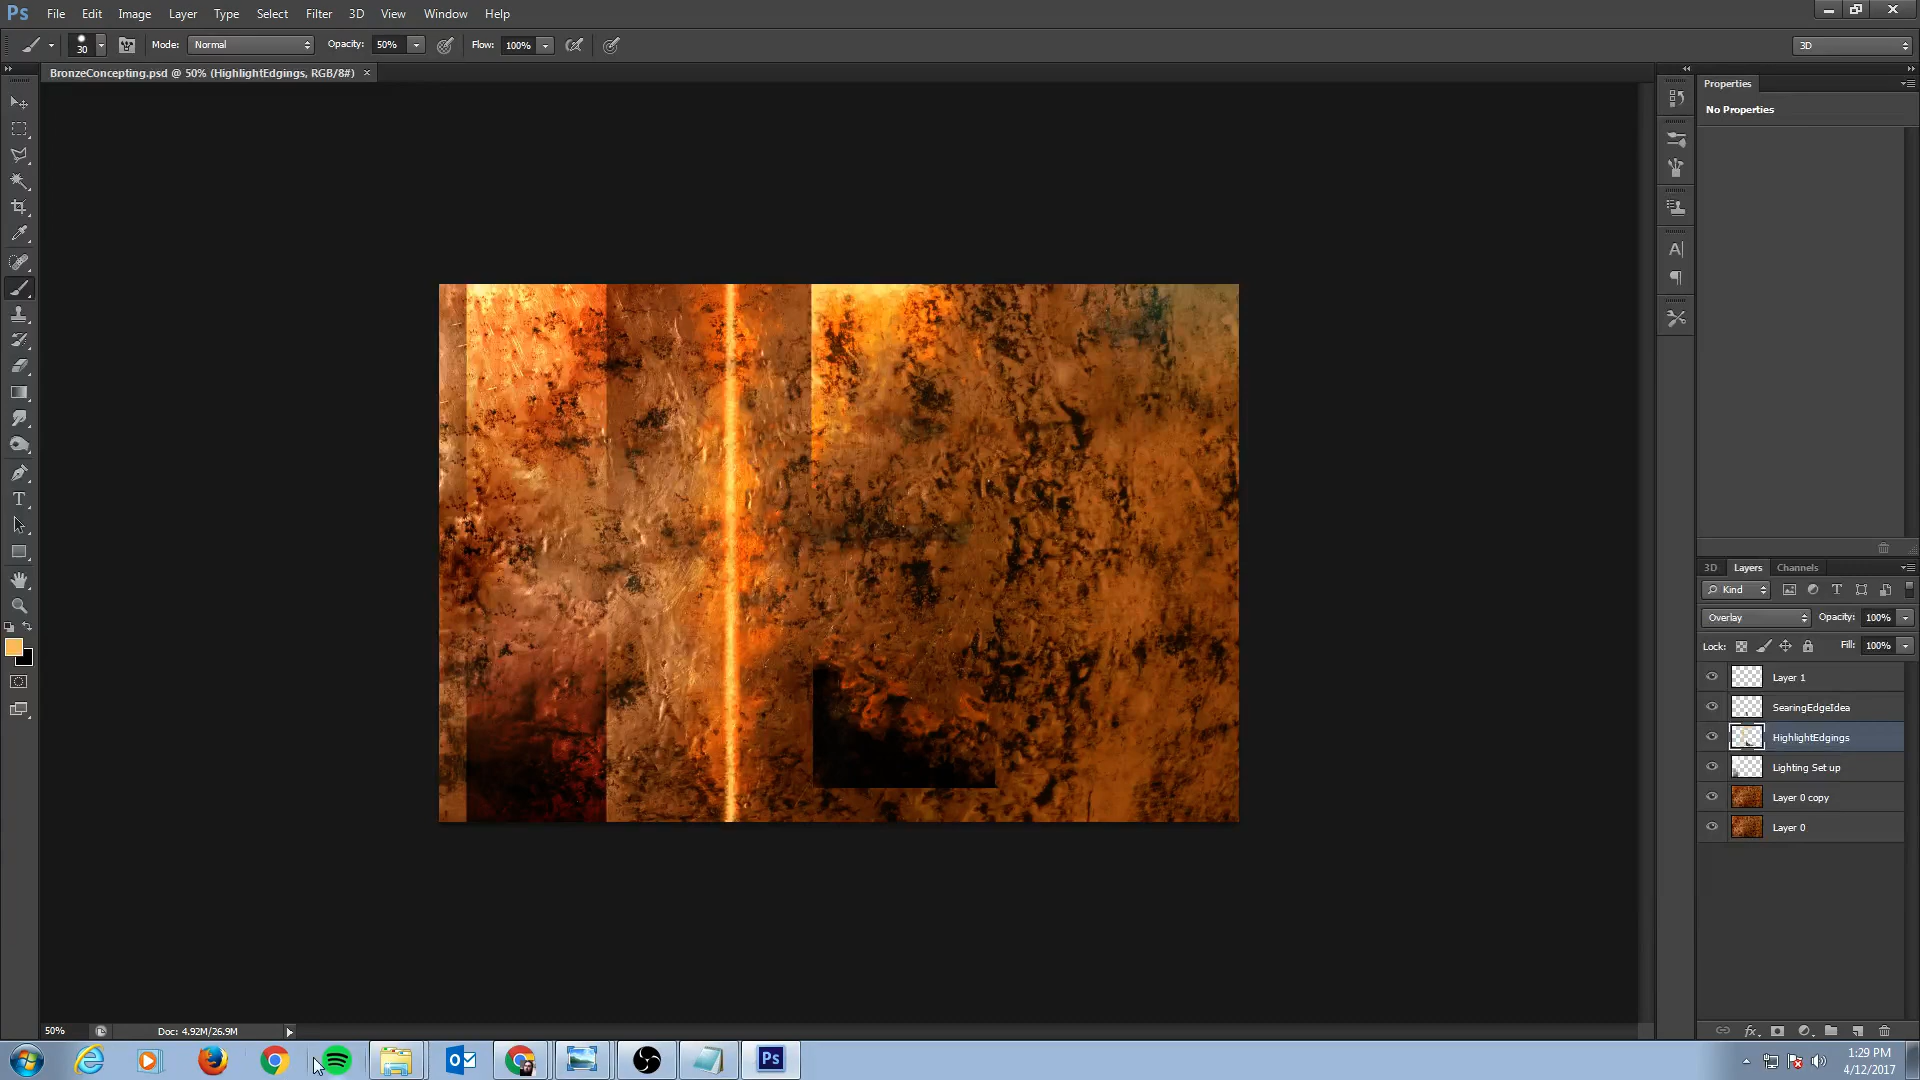 Ps File Edit Image Layer Type Select Filter 3D View Window Help
30 Mode: Normal Opacity: 50% Flow: 100% 3D
BronzeConcepting.psd @ 50% (HighlightEdgings, RGB/8#) ×
Properties
No Properties
3D Layers Channels
Kind
Overlay Opacity: 100%
Lock: Fill: 100%
Layer 1
SearingEdgeIdea
HighlightEdgings
Lighting Set up
Layer 0 copy
Layer 0
50% Doc: 4.92M/26.9M
fx
Ps
1:29 PM
4/12/2017